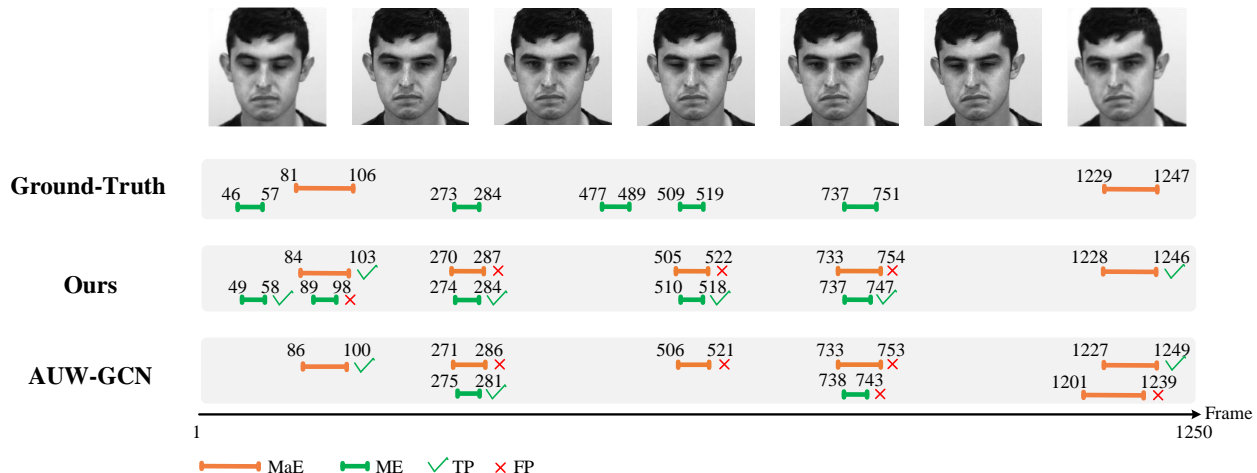 81 106 1229 1247
Ground-Truth
46 57 273 284 477 489 509 519 737 751
84 103 270 287 505 522 733 754 1228 1246
Ours
49 58 89 98 274 284 510 518 737 747
86 100 271 286 506 521 733 753 1227 1249
AUW-GCN
275 281 738 743 1201 1239
Frame
1 1250
MaE ME TP FP